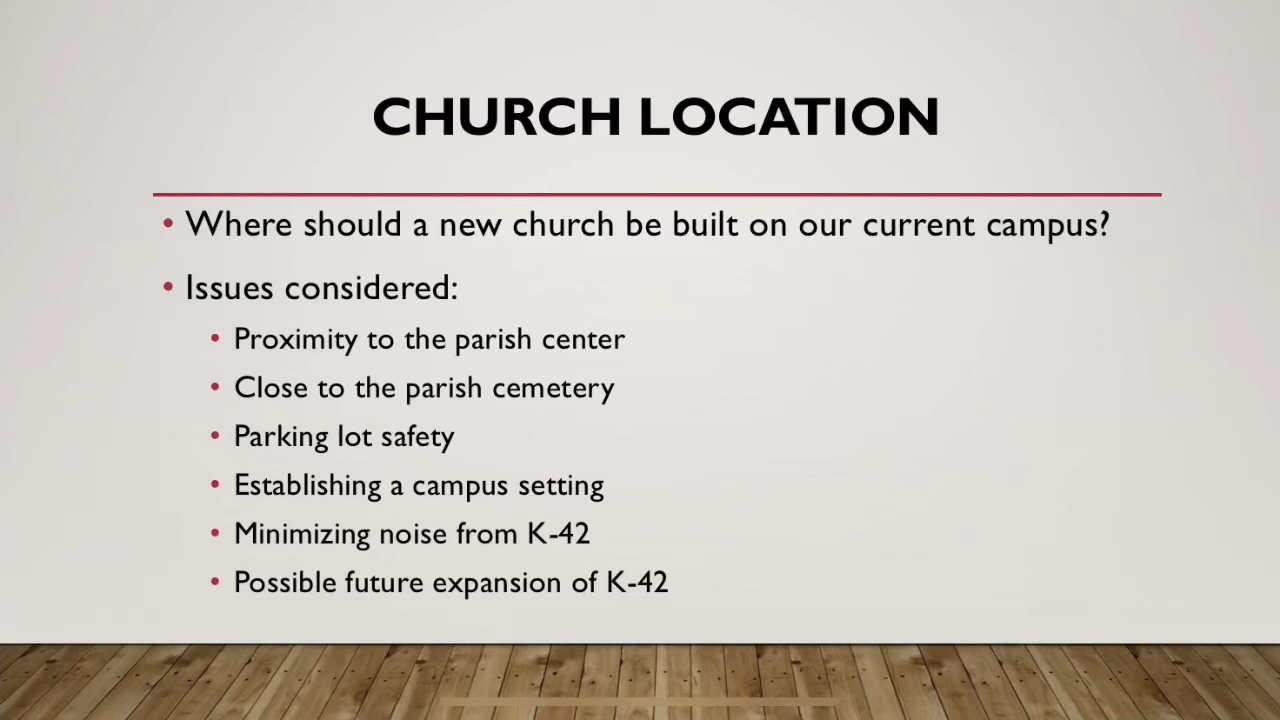 CHURCH LOCATION
• Where should a new church be built on our current campus?
• Issues considered:
• Proximity to the parish center
• Close to the parish cemetery
• Parking lot safety
• Establishing a campus setting
• Minimizing noise from K-42
• Possible future expansion of K-42